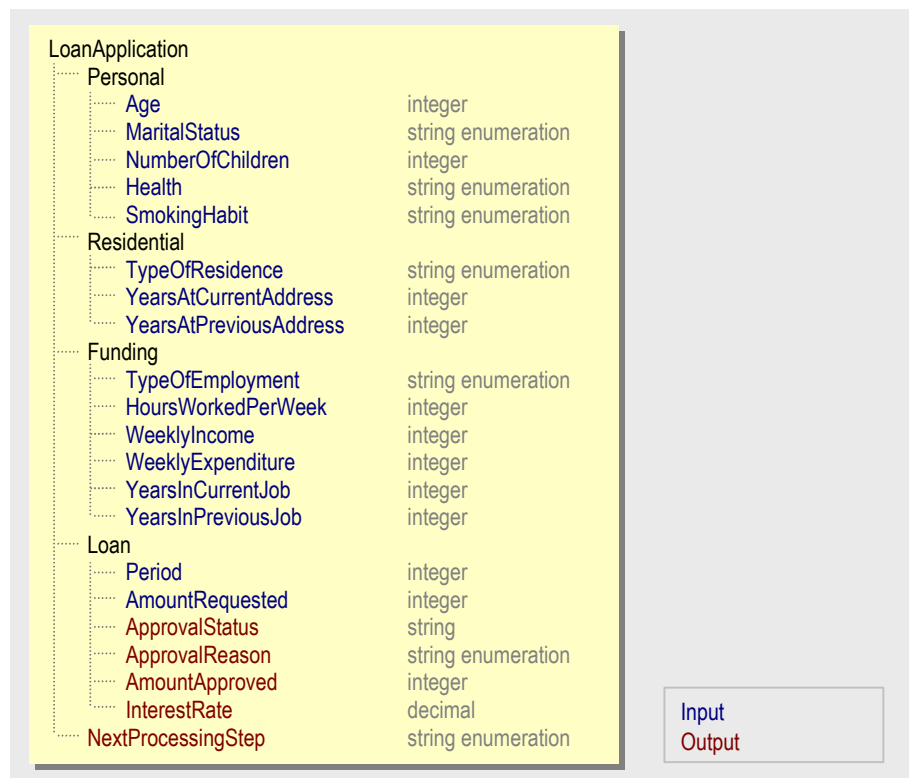 LoanApplication
Personal
Age integer
MaritalStatus string enumeration
NumberOfChildren integer
Health string enumeration
SmokingHabit string enumeration
Residential
TypeOfResidence string enumeration
YearsAtCurrentAddress integer
YearsAtPreviousAddress integer
Funding
TypeOfEmployment string enumeration
HoursWorkedPerWeek integer
WeeklyIncome integer
WeeklyExpenditure integer
YearsInCurrentJob integer
YearsInPreviousJob integer
Loan
Period integer
AmountRequested integer
ApprovalStatus string
ApprovalReason string enumeration
AmountApproved integer
InterestRate decimal
NextProcessingStep string enumeration
Input
Output